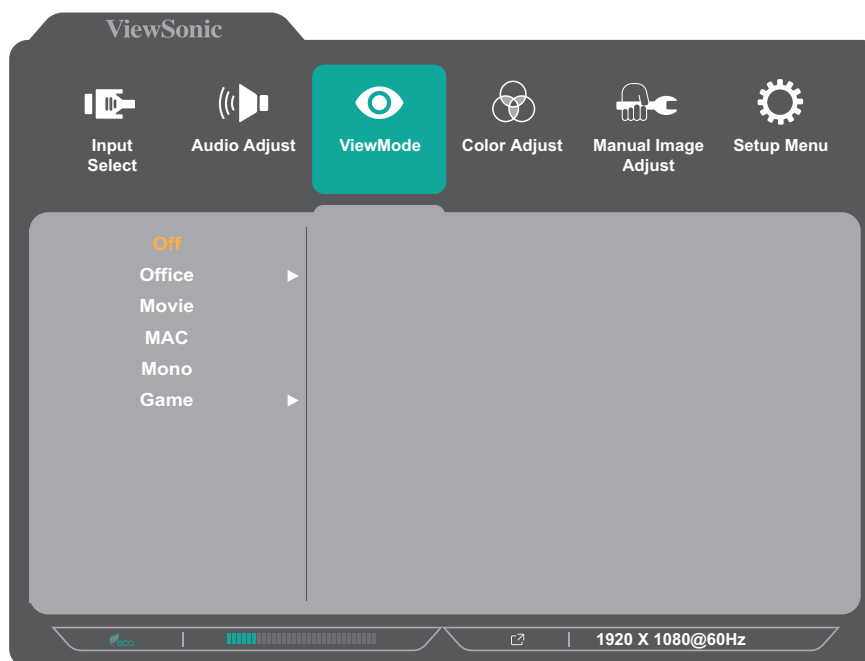 ViewSonic
Input
Select
Audio Adjust
ViewMode
Color Adjust
Manual Image
Adjust
Setup Menu
Off
Office
Movie
MAC
Mono
Game
eco
1920 X 1080@60Hz